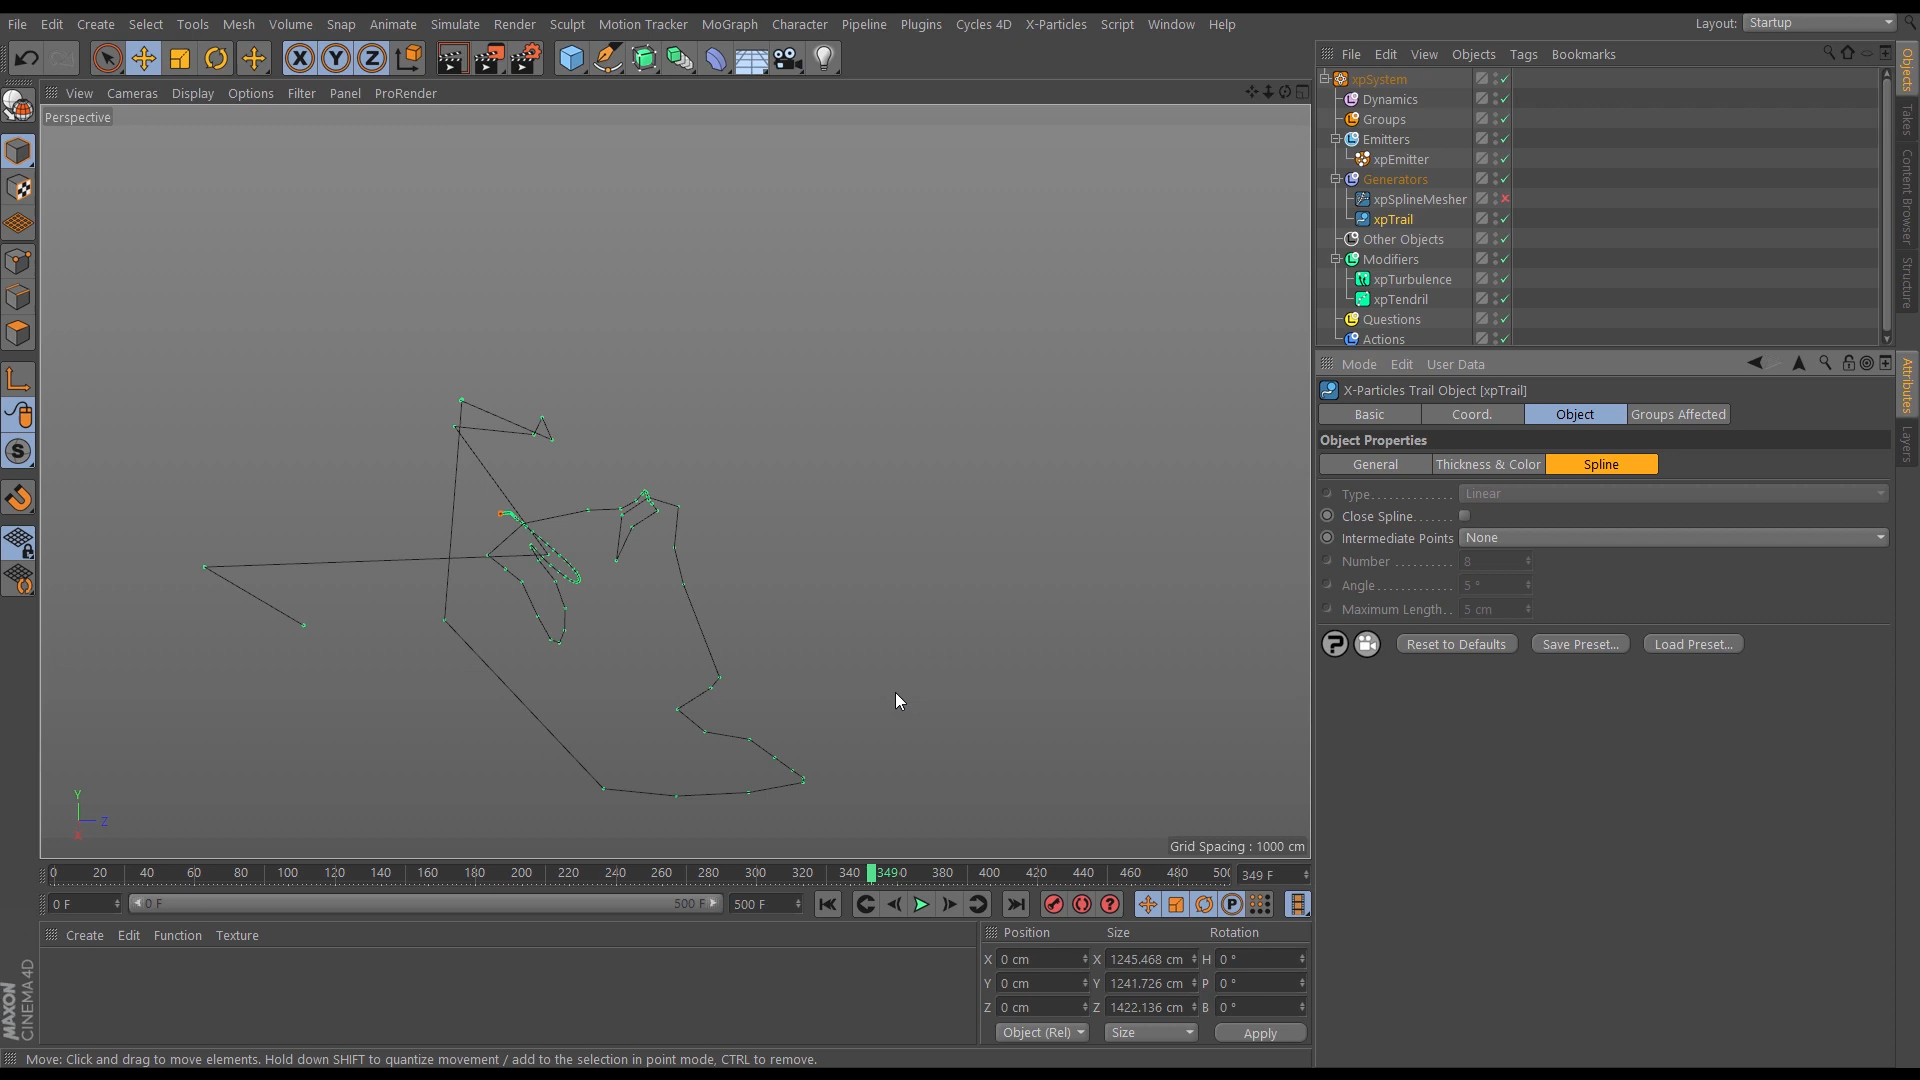 File Edit Create Select Tools Mesh Volume Snap Animate Simulate Render Sculpt Motion Tracker MoGraph Character Pipeline Plugins Cycles 4D X-Particles Script Window Help
Layout: Startup
X Y Z
View Cameras Display Options Filter Panel ProRender
Perspective
S
Y
Z
X
Grid Spacing : 1000 cm
0 20 40 60 80 100 120 140 160 180 200 220 240 260 280 300 320 340 3490 380 400 420 440 460 480 50
349 F
0 F
0 F
500 F
500 F
P
Create Edit Function Texture
Position Size Rotation
X 0 cm X 1245.468 cm H 0 °
Y 0 cm Y 1241.726 cm P 0 °
Z 0 cm Z 1422.136 cm B 0 °
Object (Rel) Size Apply
MAXON
CINEMA 4D
Move: Click and drag to move elements. Hold down SHIFT to quantize movement / add to the selection in point mode, CTRL to remove.
File Edit View Objects Tags Bookmarks
xpSystem
Dynamics
Groups
Emitters
xpEmitter
Generators
xpSplineMesher
xpTrail
Other Objects
Modifiers
xpTurbulence
xpTendril
Questions
Actions
Objects
Takes
Content Browser
Structure
Mode Edit User Data
X-Particles Trail Object [xpTrail]
Basic Coord. Object Groups Affected
Object Properties
General Thickness & Color Spline
Type............. Linear
Close Spline.......
Intermediate Points None
Number .......... 8
Angle............. 5 °
Maximum Length.. 5 cm
? Reset to Defaults Save Preset... Load Preset...
Attributes
Layers